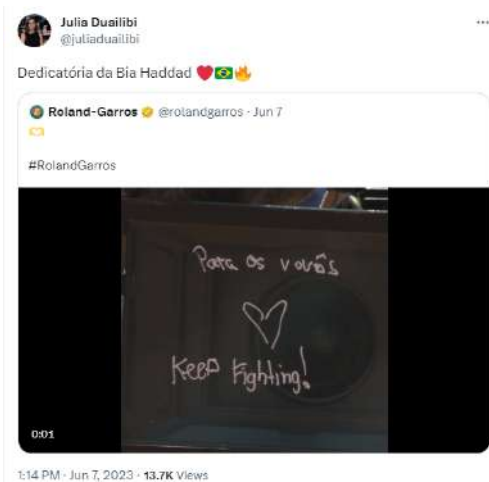 Julia Duailibi
@juliaduailibi
Dedicatória da Bia Haddad ❤️🇧🇷🔥
Roland-Garros @rolandgarros · Jun 7
#RolandGarros
Para os vovôs
Keep Fighting!
0:01
1:14 PM · Jun 7, 2023 · 13.7K Views